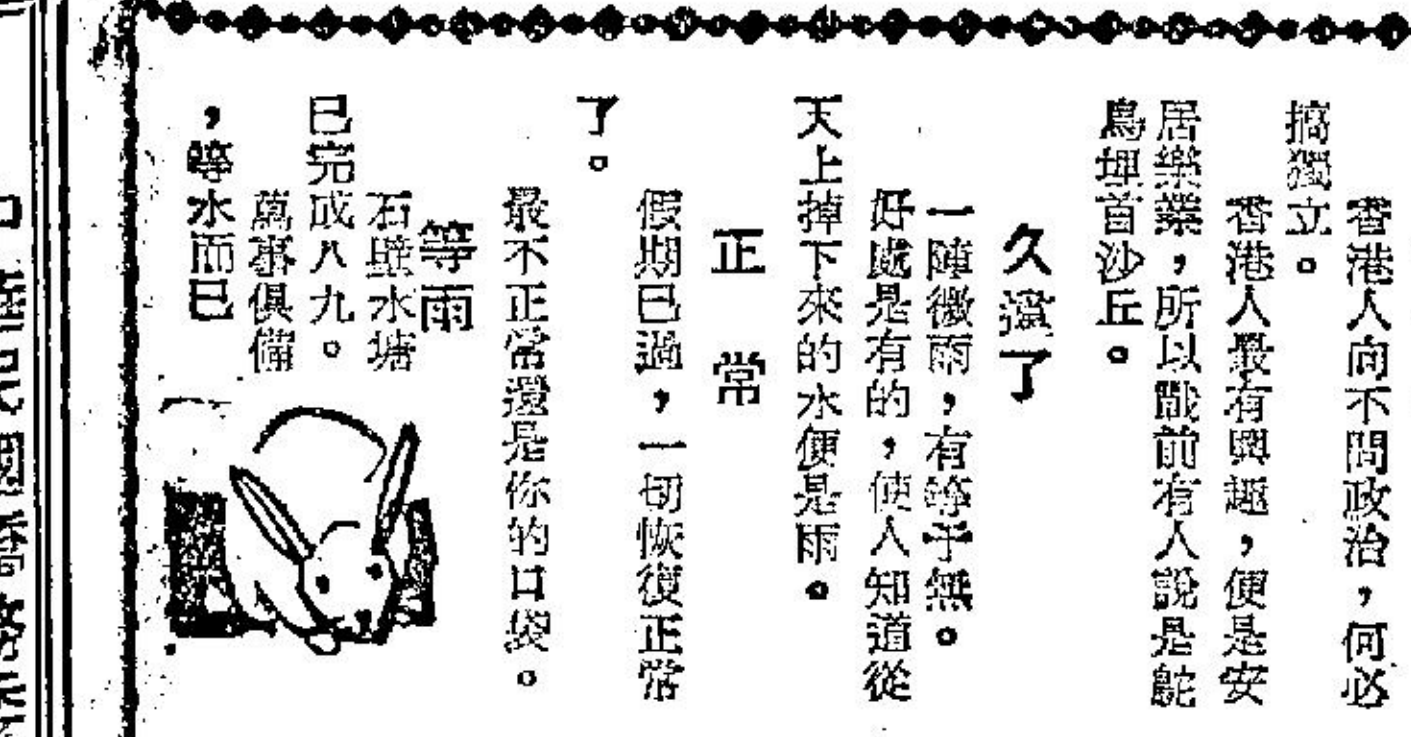 香港人向不問政治，何必
搞獨立。
香港人最有興趣，便是安
居樂業，所以戰前有人說是鴕
鳥埋首沙丘。
久違了
一陣微雨，有等于無。
好處是有的，使人知道從
天上掉下來的水便是雨。
正常
假期已過，一切恢復正常
了。
最不正常還是你的口袋。
等雨
石壁水塘
已完成八九。
萬事俱備
，等水而已